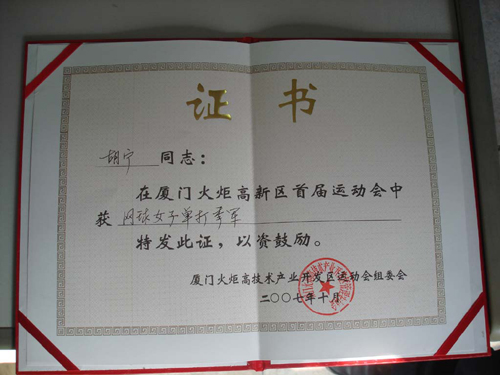 证 书
胡宁 同志：
在厦门火炬高新区首届运动会中
获 网球女子单打季军
特发此证，以资鼓励。
厦门火炬高技术产业开发区运动会组委会
二〇〇七年十月